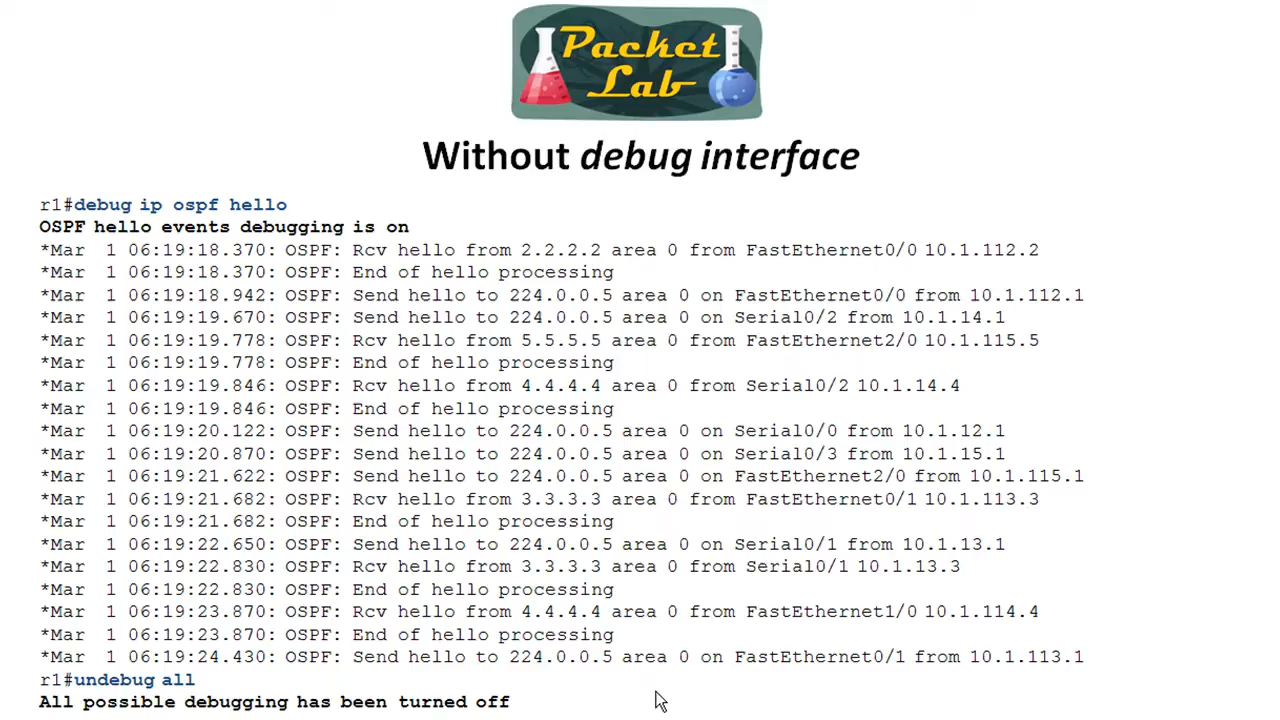 Packet
Lab
Without debug interface
r1#debug ip ospf hello
OSPF hello events debugging is on
*Mar  1 06:19:18.370: OSPF: Rcv hello from 2.2.2.2 area 0 from FastEthernet0/0 10.1.112.2
*Mar  1 06:19:18.370: OSPF: End of hello processing
*Mar  1 06:19:18.942: OSPF: Send hello to 224.0.0.5 area 0 on FastEthernet0/0 from 10.1.112.1
*Mar  1 06:19:19.670: OSPF: Send hello to 224.0.0.5 area 0 on Serial0/2 from 10.1.14.1
*Mar  1 06:19:19.778: OSPF: Rcv hello from 5.5.5.5 area 0 from FastEthernet2/0 10.1.115.5
*Mar  1 06:19:19.778: OSPF: End of hello processing
*Mar  1 06:19:19.846: OSPF: Rcv hello from 4.4.4.4 area 0 from Serial0/2 10.1.14.4
*Mar  1 06:19:19.846: OSPF: End of hello processing
*Mar  1 06:19:20.122: OSPF: Send hello to 224.0.0.5 area 0 on Serial0/0 from 10.1.12.1
*Mar  1 06:19:20.870: OSPF: Send hello to 224.0.0.5 area 0 on Serial0/3 from 10.1.15.1
*Mar  1 06:19:21.622: OSPF: Send hello to 224.0.0.5 area 0 on FastEthernet2/0 from 10.1.115.1
*Mar  1 06:19:21.682: OSPF: Rcv hello from 3.3.3.3 area 0 from FastEthernet0/1 10.1.113.3
*Mar  1 06:19:21.682: OSPF: End of hello processing
*Mar  1 06:19:22.650: OSPF: Send hello to 224.0.0.5 area 0 on Serial0/1 from 10.1.13.1
*Mar  1 06:19:22.830: OSPF: Rcv hello from 3.3.3.3 area 0 from Serial0/1 10.1.13.3
*Mar  1 06:19:22.830: OSPF: End of hello processing
*Mar  1 06:19:23.870: OSPF: Rcv hello from 4.4.4.4 area 0 from FastEthernet1/0 10.1.114.4
*Mar  1 06:19:23.870: OSPF: End of hello processing
*Mar  1 06:19:24.430: OSPF: Send hello to 224.0.0.5 area 0 on FastEthernet0/1 from 10.1.113.1
r1#undebug all
All possible debugging has been turned off